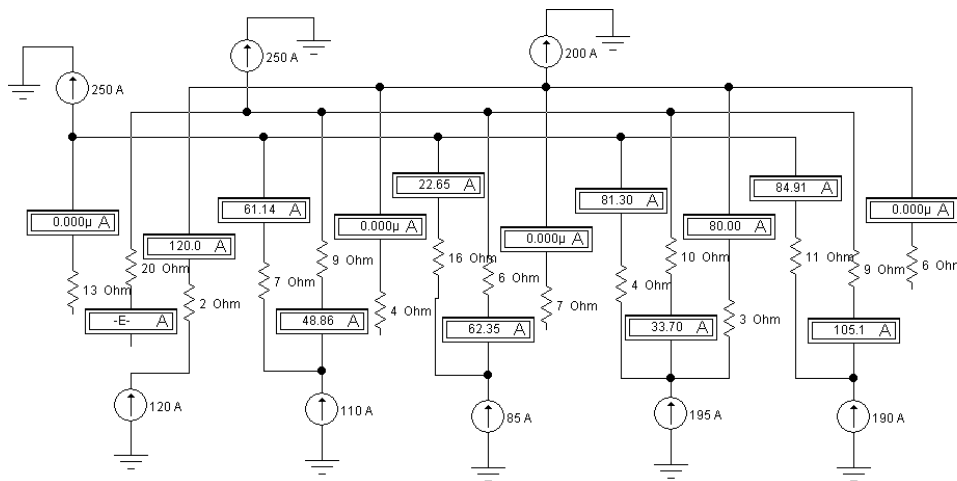 250 A
200 A
250 A
22.65 A
84.91 A
61.14 A
81.30 A
0.000µ A
0.000µ A
0.000µ A
80.00 A
0.000µ A
120.0 A
9 Ohm
16 Ohm
10 Ohm
11 Ohm
20 Ohm
6 Ohm
9 Ohm
6 Ohm
13 Ohm
7 Ohm
4 Ohm
7 Ohm
2 Ohm
4 Ohm
3 Ohm
-E- A
48.86 A
62.35 A
33.70 A
105.1 A
120 A
110 A
85 A
195 A
190 A